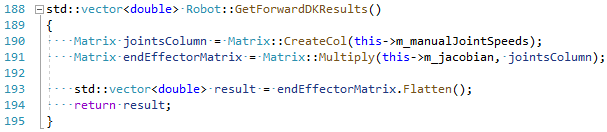 188 std::vector<double> Robot::GetForwardDKResults()
189 {
190 Matrix jointsColumn = Matrix::CreateCol(this->m_manualJointSpeeds);
191 Matrix endEffectorMatrix = Matrix::Multiply(this->m_jacobian, jointsColumn);
192
193 std::vector<double> result = endEffectorMatrix.Flatten();
194 return result;
195 }